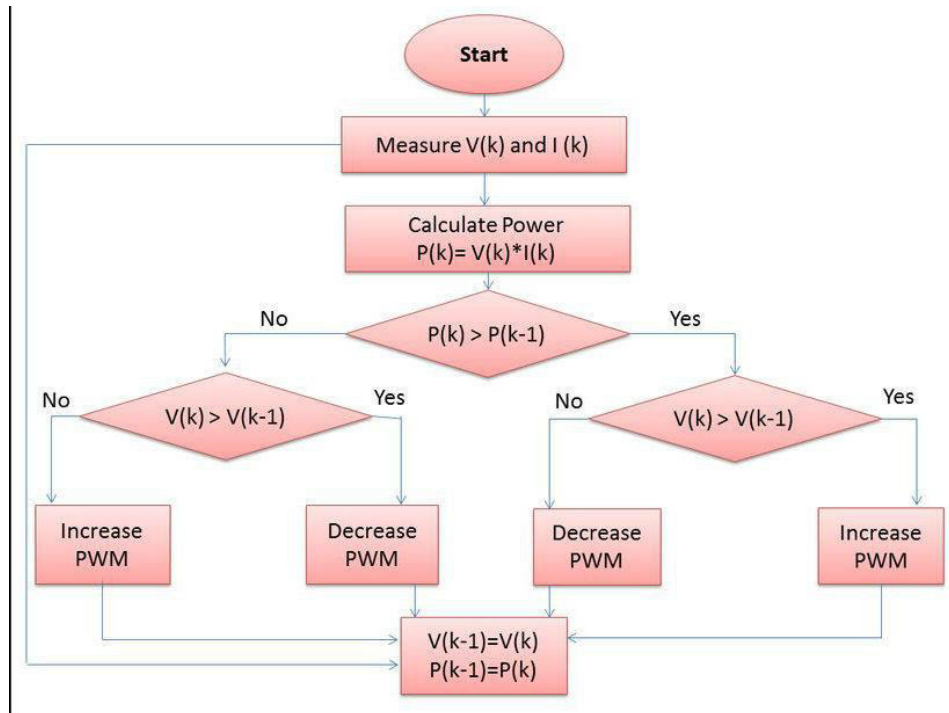 Start
Measure V(k) and I (k)
Calculate Power
P(k)= V(k)*I(k)
P(k) > P(k-1)
No
Yes
V(k) > V(k-1)
No
Yes
V(k) > V(k-1)
No
Yes
Increase
PWM
Decrease
PWM
Decrease
PWM
Increase
PWM
V(k-1)=V(k)
P(k-1)=P(k)